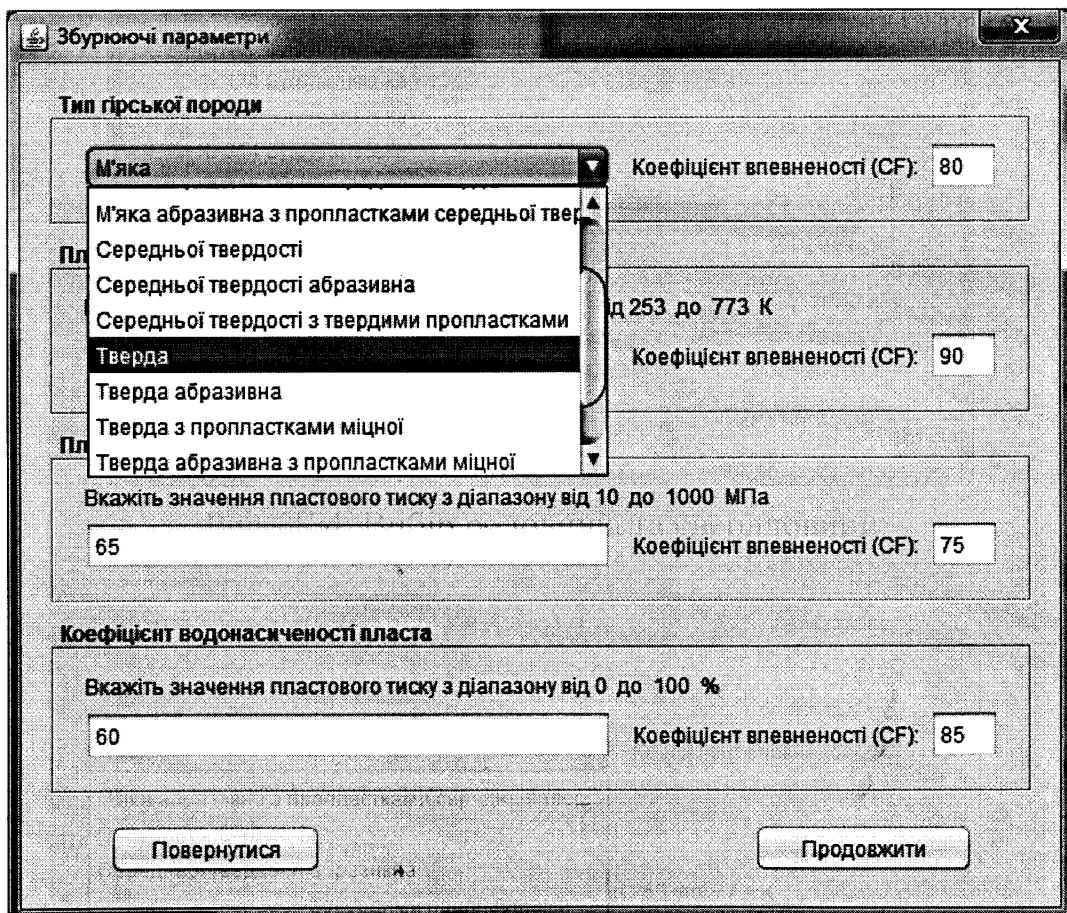 Збурюючі параметри
X
Тип гірської породи
М'яка
Коефіцієнт впевненості (CF): 80
М'яка абразивна з пропластками середньої твер
Середньої твердості
Середньої твердості абразивна
Середньої твердості з твердими пропластками
Тверда
Тверда абразивна
Тверда з пропластками міцної
Тверда абразивна з пропластками міцної
Пл
ід 253 до 773 К
Коефіцієнт впевненості (CF): 90
Пл
Вкажіть значення пластового тиску з діапазону від 10 до 1000 МПа
65
Коефіцієнт впевненості (CF): 75
Коефіцієнт водонасиченості пласта
Вкажіть значення пластового тиску з діапазону від 0 до 100 %
60
Коефіцієнт впевненості (CF): 85
Повернутися
Продовжити